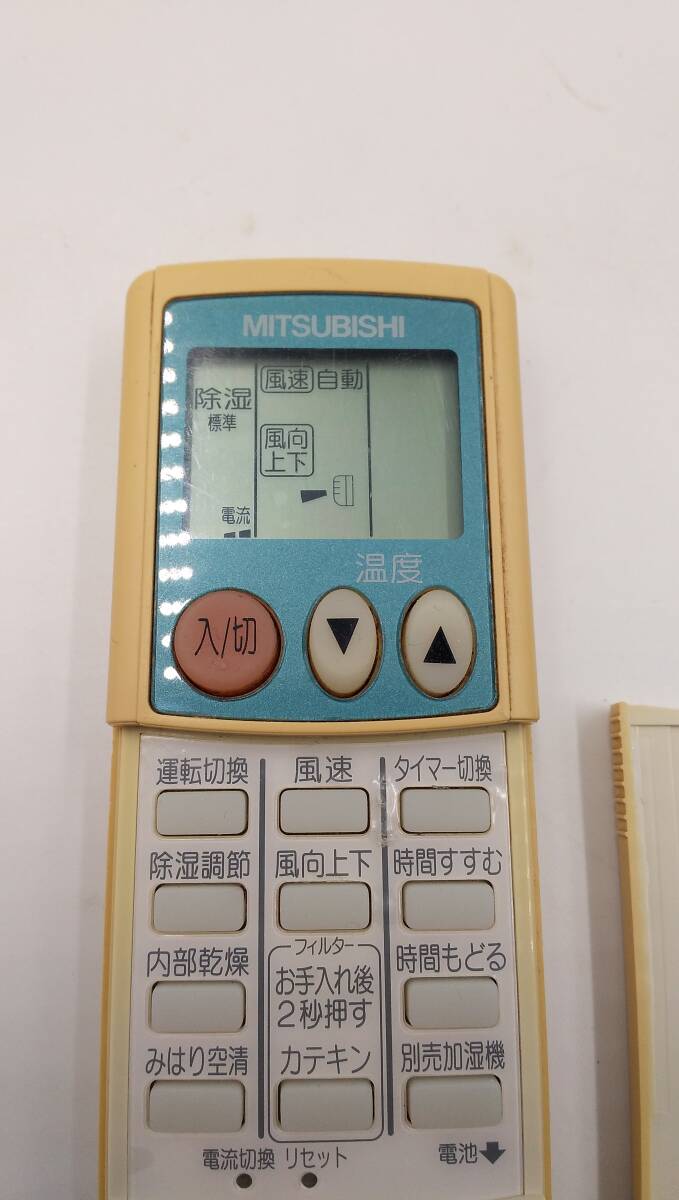 MITSUBISHI
除湿
標準
風速 自動
風向
上下
電流
温度
入/切
▼
▲
運転切換
風速
タイマー切換
除湿調節
風向上下
時間すすむ
内部乾燥
フィルター
お手入れ後
2秒押す
時間もどる
みはり空清
カテキン
別売加湿機
電流切換 リセット
電池